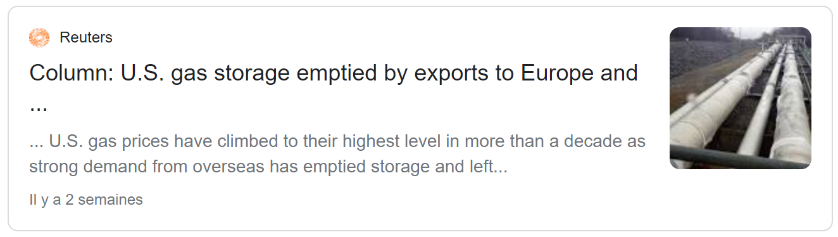 Reuters
Column: U.S. gas storage emptied by exports to Europe and
...
... U.S. gas prices have climbed to their highest level in more than a decade as
strong demand from overseas has emptied storage and left...
Il y a 2 semaines